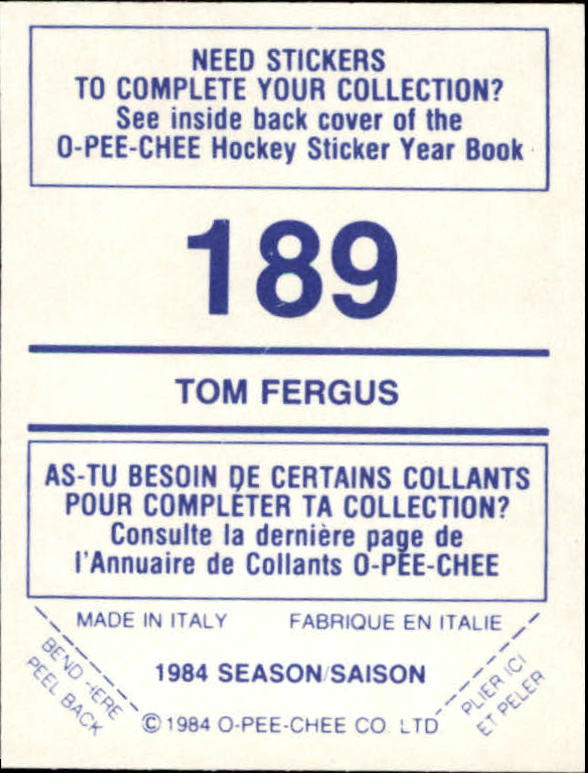 NEED STICKERS
TO COMPLETE YOUR COLLECTION?
See inside back cover of the
O-PEE-CHEE Hockey Sticker Year Book
189
TOM FERGUS
AS-TU BESOIN DE CERTAINS COLLANTS
POUR COMPLÉTER TA COLLECTION?
Consulte la dernière page de
l'Annuaire de Collants O-PEE-CHEE
MADE IN ITALY FABRIQUE EN ITALIE
BEND HERE
PEEL BACK
1984 SEASON/SAISON
PLIER ICI
ET PELER
© 1984 O-PEE-CHEE CO. LTD